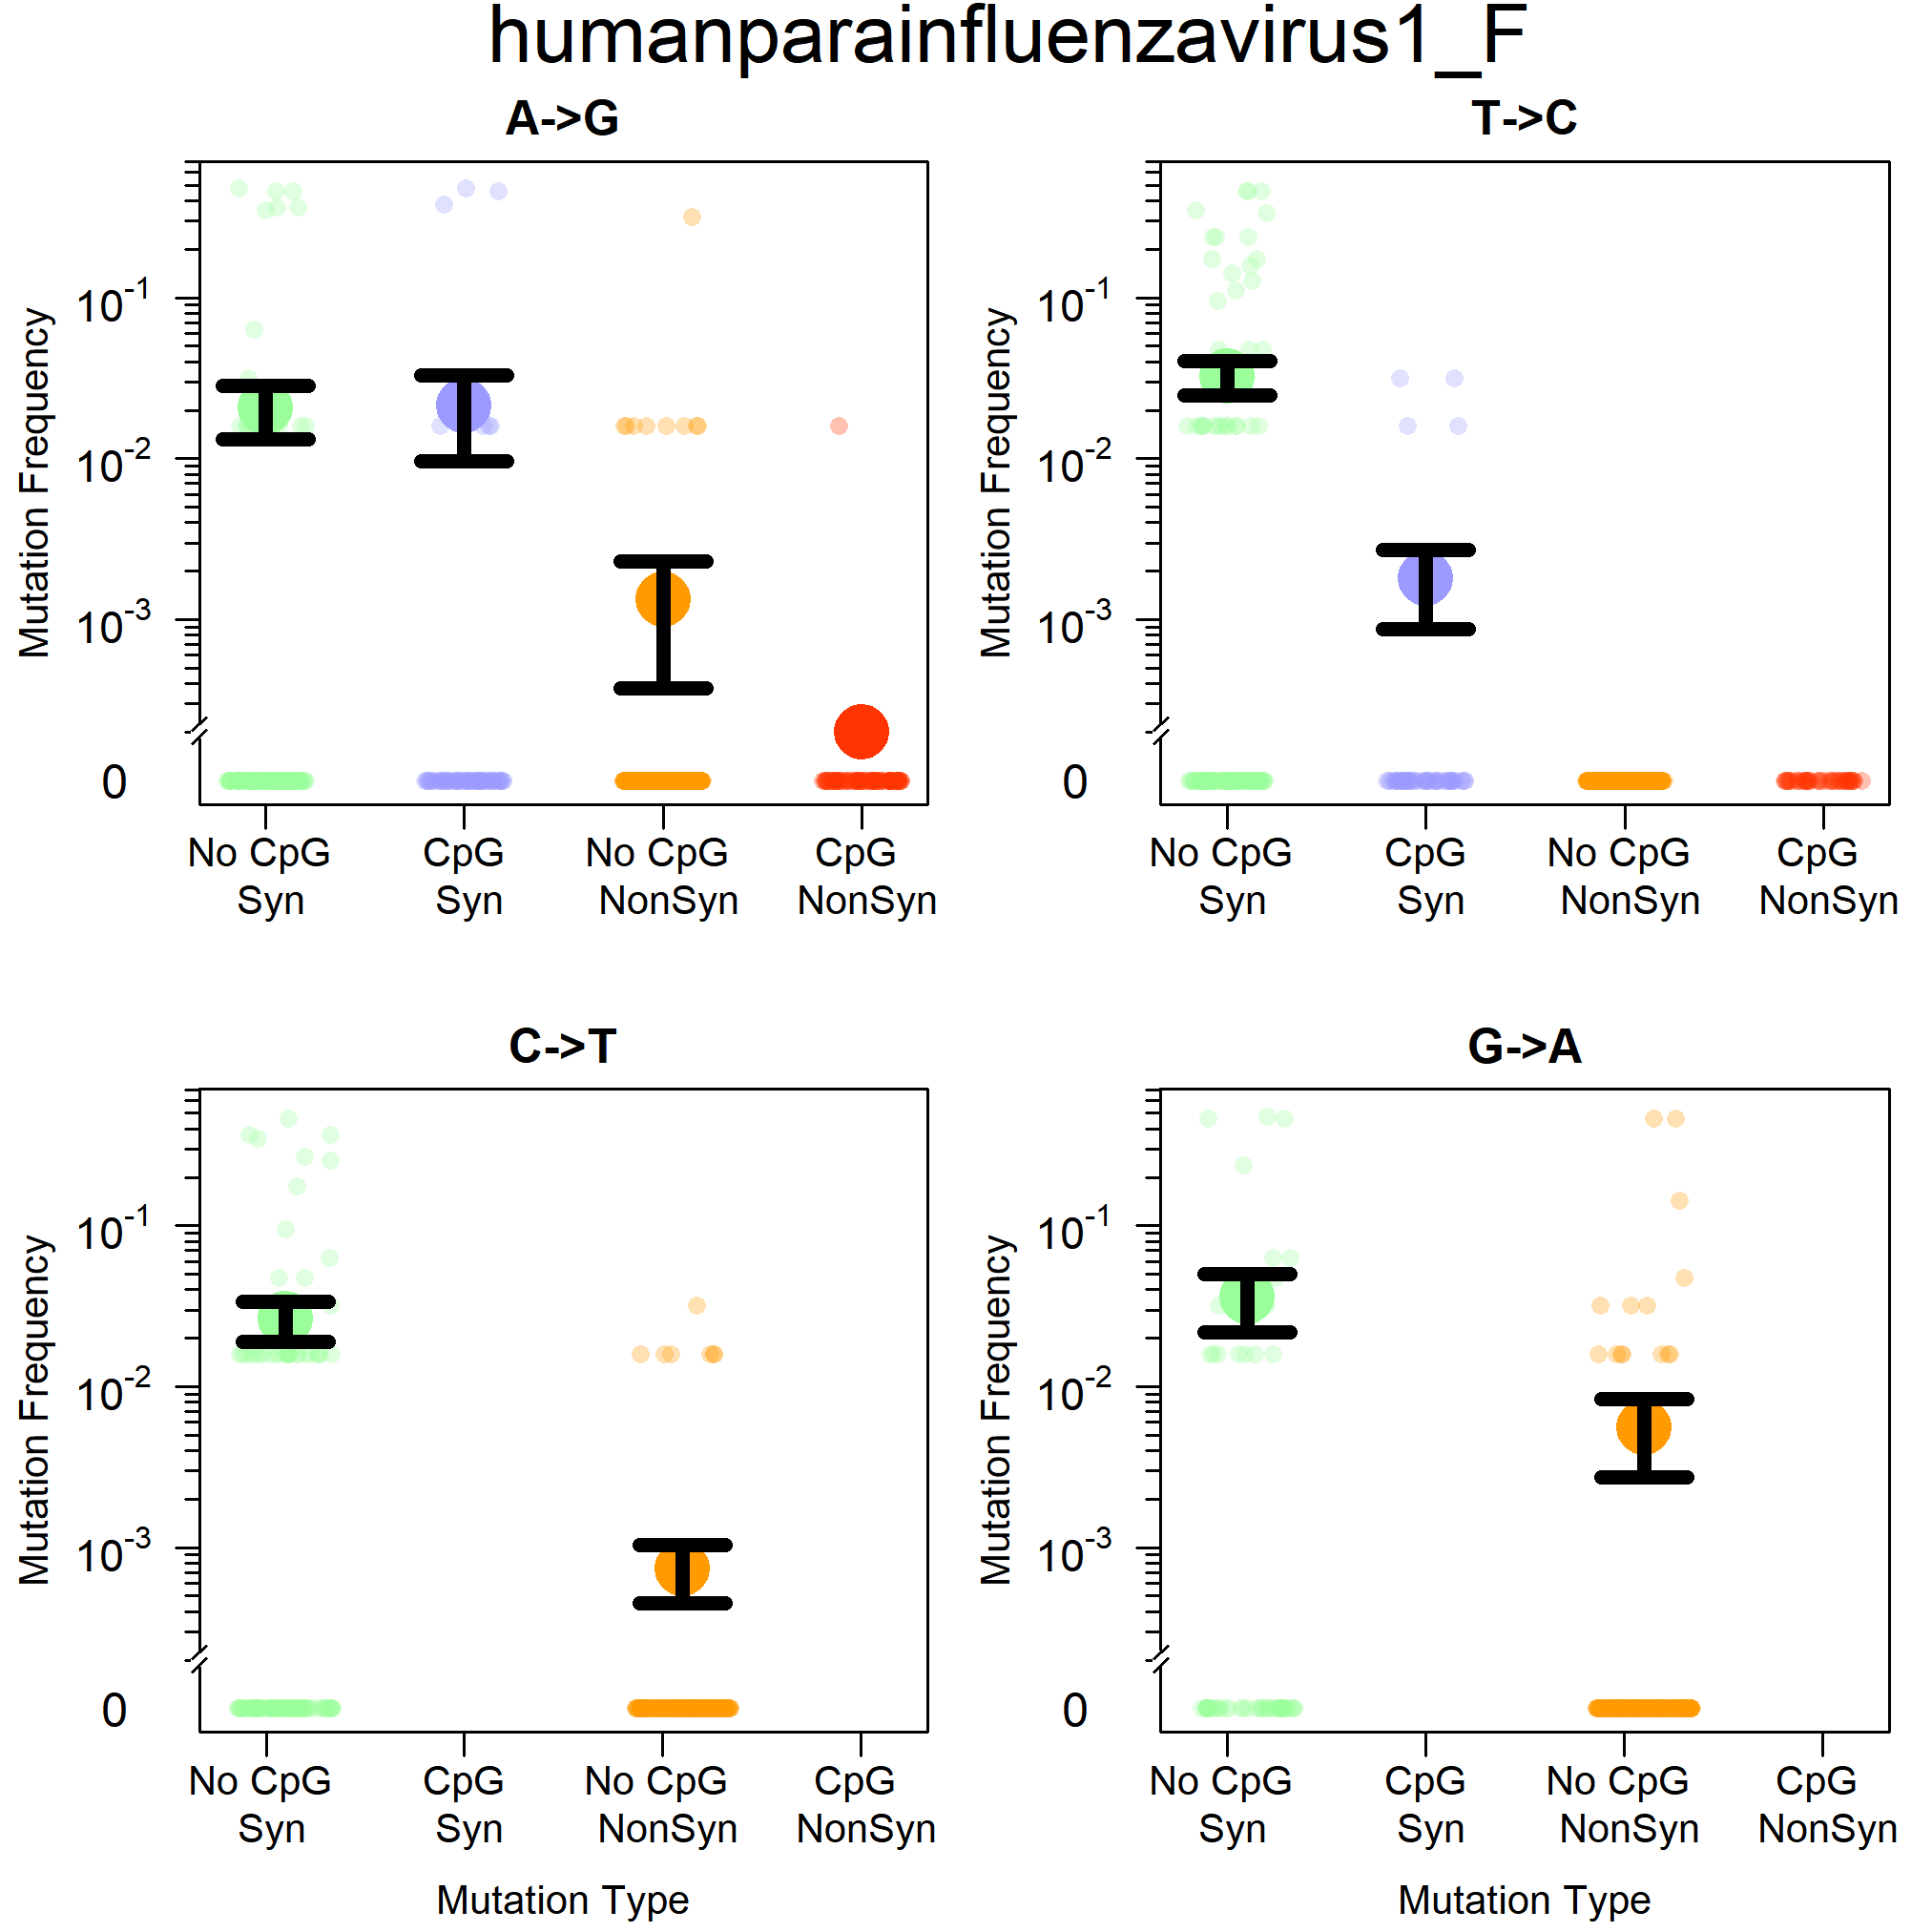 humanparainfluenzavirus1_F
A->G
Mutation Frequency
10^-1
10^-2
10^-3
0
No CpG Syn
CpG Syn
No CpG NonSyn
CpG NonSyn
T->C
Mutation Frequency
10^-1
10^-2
10^-3
0
No CpG Syn
CpG Syn
No CpG NonSyn
CpG NonSyn
C->T
Mutation Frequency
10^-1
10^-2
10^-3
0
No CpG Syn
CpG Syn
No CpG NonSyn
CpG NonSyn
Mutation Type
G->A
Mutation Frequency
10^-1
10^-2
10^-3
0
No CpG Syn
CpG Syn
No CpG NonSyn
CpG NonSyn
Mutation Type